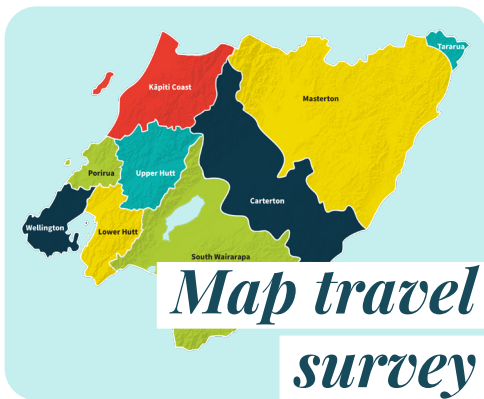 Tararua
Kāpiti Coast
Masterton
Porirua
Upper Hutt
Carterton
Wellington
Lower Hutt
South Wairarapa
Map travel
survey